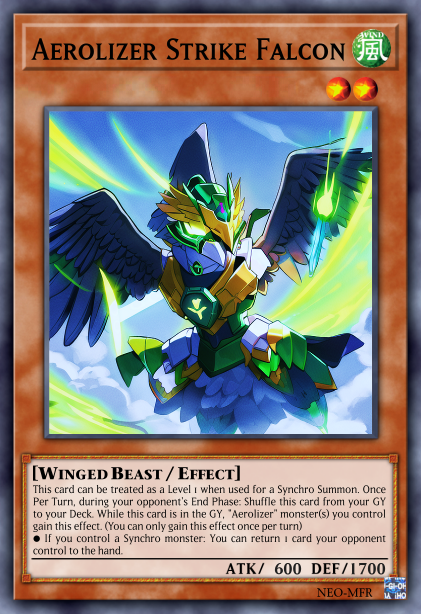 AEROLIZER STRIKE FALCON
WIND
風
[WINGED BEAST / EFFECT]
This card can be treated as a Level 1 when used for a Synchro Summon. Once
Per Turn, during your opponent's End Phase: Shuffle this card from your GY
to your Deck. While this card is in the GY, "Aerolizer" monster(s) you control
gain this effect. (You can only gain this effect once per turn)
● If you control a Synchro monster: You can return 1 card your opponent
control to the hand.
ATK/ 600 DEF/1700
NEO-MFR